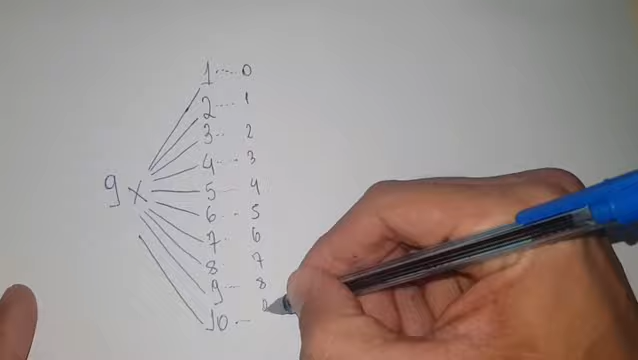 1 ..... 0
2 .... 1
3 .. 2
4 .... 3
9 x 5 .... 4
6 .... 5
7 .. 6
8 7
9 ... 8
10 ..